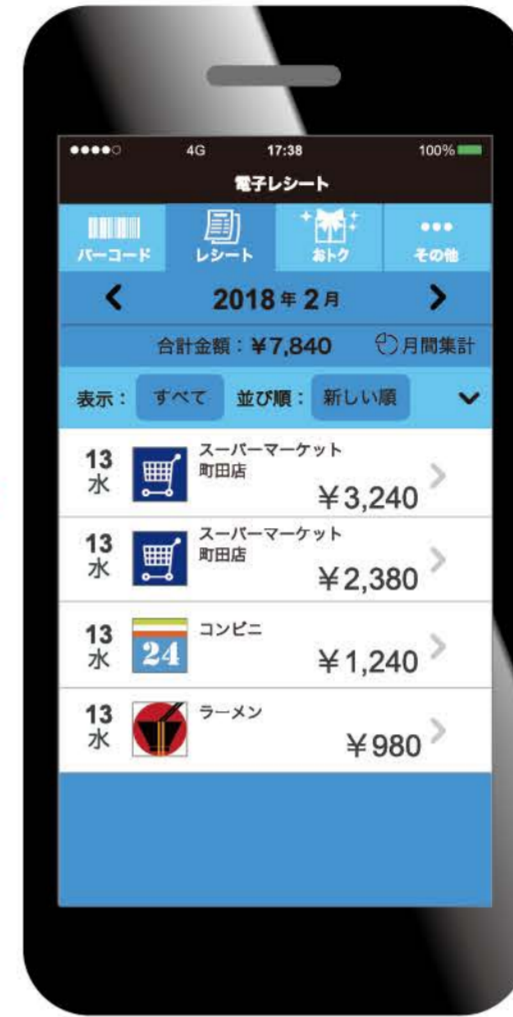 4G 17:38 100%
電子レシート
バーコード レシート おトク その他
2018年2月
合計金額：¥7,840 月間集計
表示： すべて 並び順： 新しい順
13 スーパーマーケット
水 町田店
¥3,240
13 スーパーマーケット
水 町田店
¥2,380
13 コンビニ
水 24
¥1,240
13 ラーメン
水
¥980